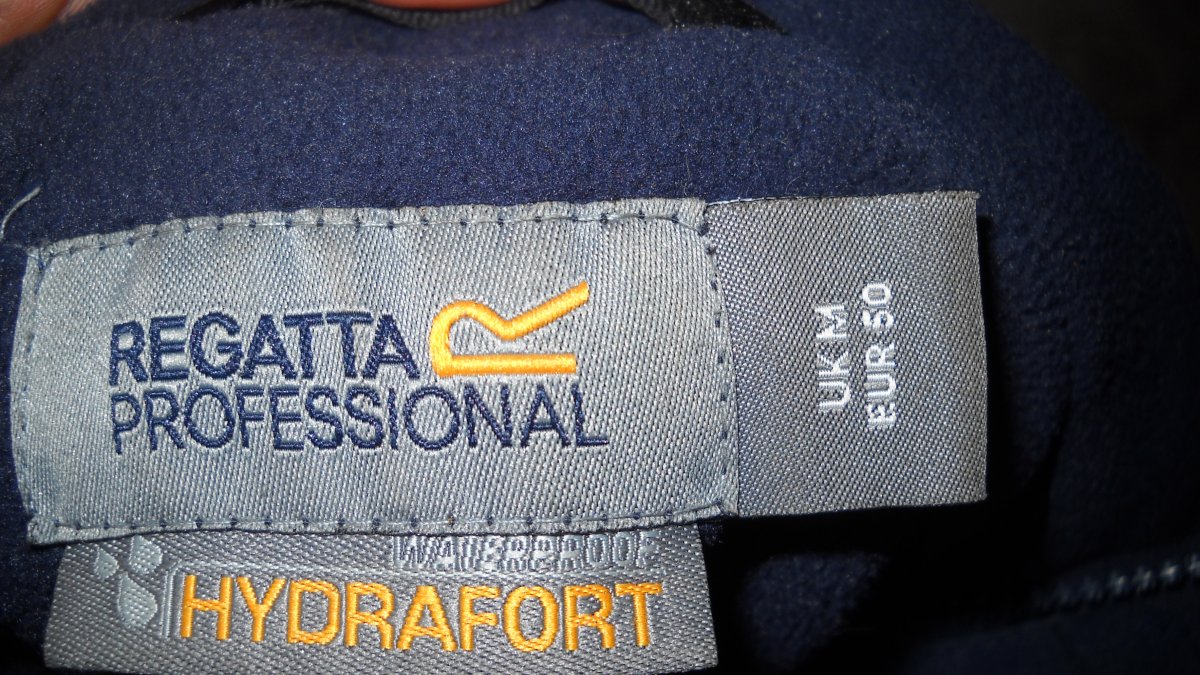 REGATTA
PROFESSIONAL
UK M
EUR 50
WATERPROOF
HYDRAFORT